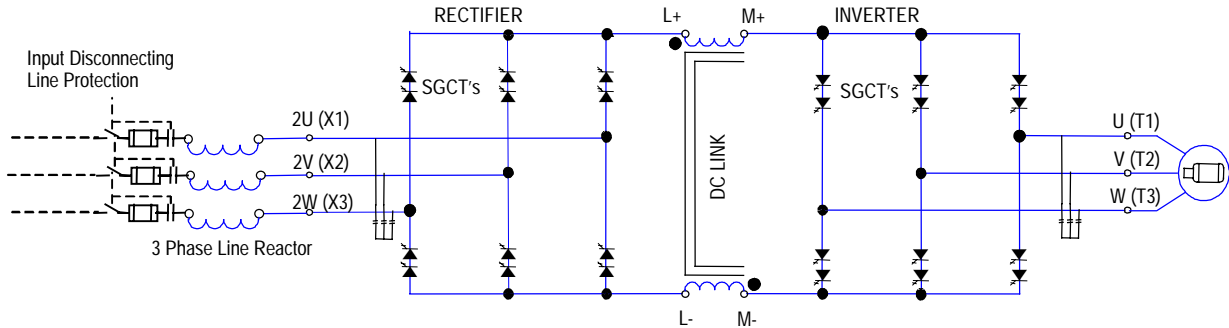 RECTIFIER
L+
M+
INVERTER
Input Disconnecting
Line Protection
SGCT's
SGCT's
2U (X1)
2V (X2)
2W (X3)
3 Phase Line Reactor
DC LINK
U (T1)
V (T2)
W (T3)
L-
M-